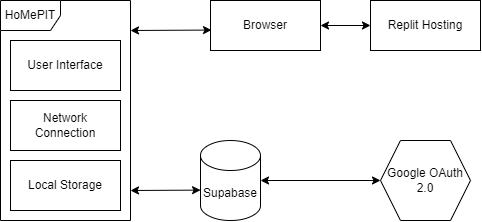 HoMePIT
User Interface
Network
Connection
Local Storage
Browser
Replit Hosting
Supabase
Google OAuth
2.0